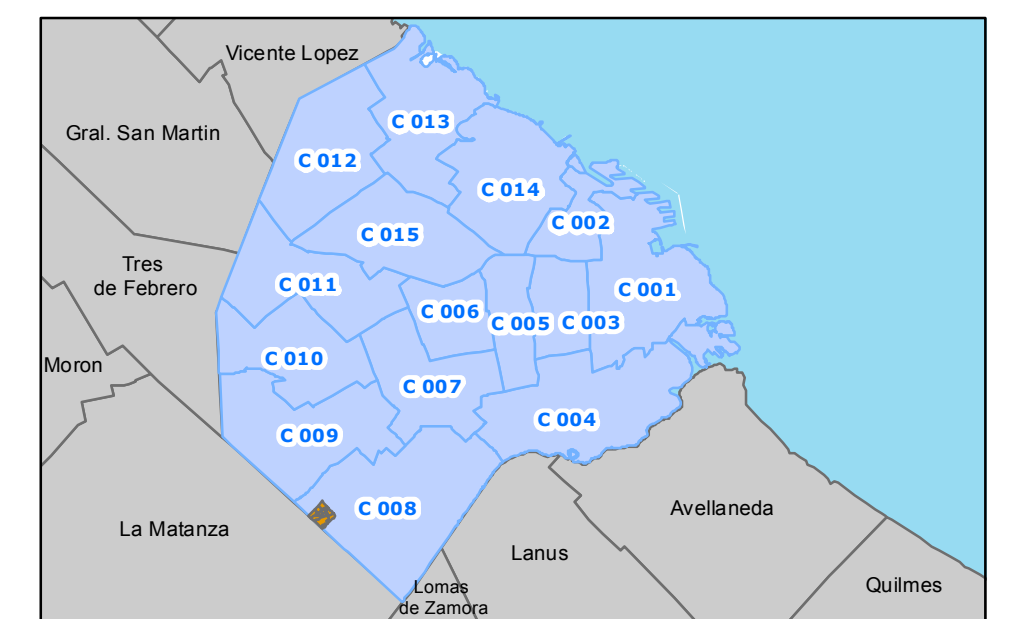 Vicente Lopez
C 013
Gral. San Martin
C 012
C 014
C 002
C 015
Tres
de Febrero
C 011
C 001
C 006
C 005
C 003
C 010
Moron
C 007
C 004
C 009
C 008
Avellaneda
La Matanza
Lanus
Lomas
de Zamora
Quilmes